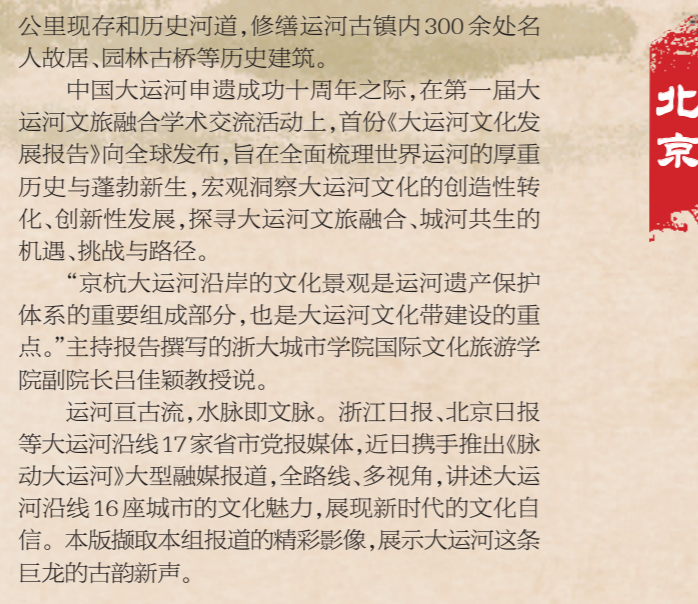 公里现存和历史河道，修缮运河古镇内300余处名
人故居、园林古桥等历史建筑。
中国大运河申遗成功十周年之际，在第一届大
运河文旅融合学术交流活动上，首份《大运河文化发
展报告》向全球发布，旨在全面梳理世界运河的厚重
历史与蓬勃新生，宏观洞察大运河文化的创造性转
化、创新性发展，探寻大运河文旅融合、城河共生的
机遇、挑战与路径。
“京杭大运河沿岸的文化景观是运河遗产保护
体系的重要组成部分，也是大运河文化带建设的重
点。”主持报告撰写的浙大城市学院国际文化旅游学
院副院长吕佳颖教授说。
运河亘古流，水脉即文脉。浙江日报、北京日报
等大运河沿线17家省市党报媒体，近日携手推出《脉
动大运河》大型融媒报道，全路线、多视角，讲述大运
河沿线16座城市的文化魅力，展现新时代的文化自
信。本版撷取本组报道的精彩影像，展示大运河这条
巨龙的古韵新声。
北京